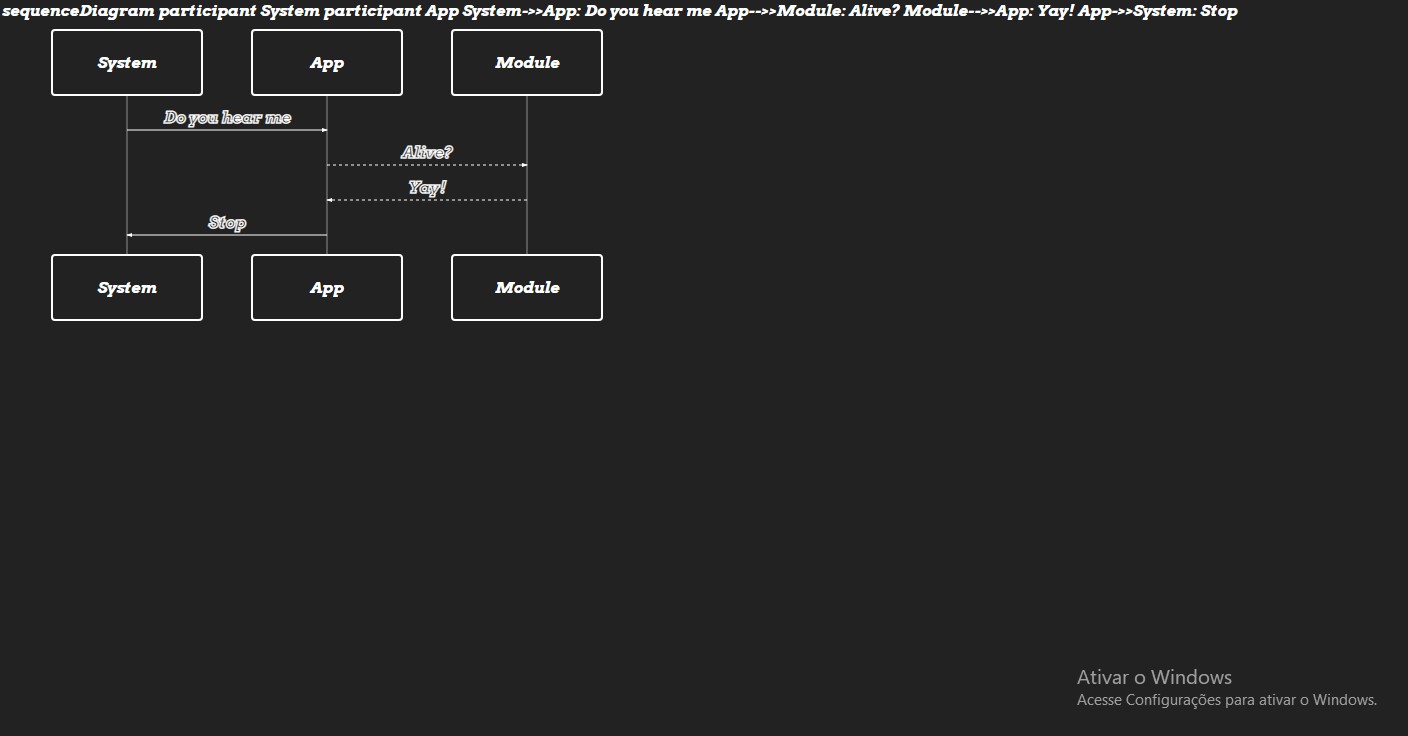 sequenceDiagram participant System participant App System->>App: Do you hear me App-->>Module: Alive? Module-->>App: Yay! App->>System: Stop
System App Module
Do you hear me
Alive?
Yay!
Stop
System App Module
Ativar o Windows
Acesse Configurações para ativar o Windows.